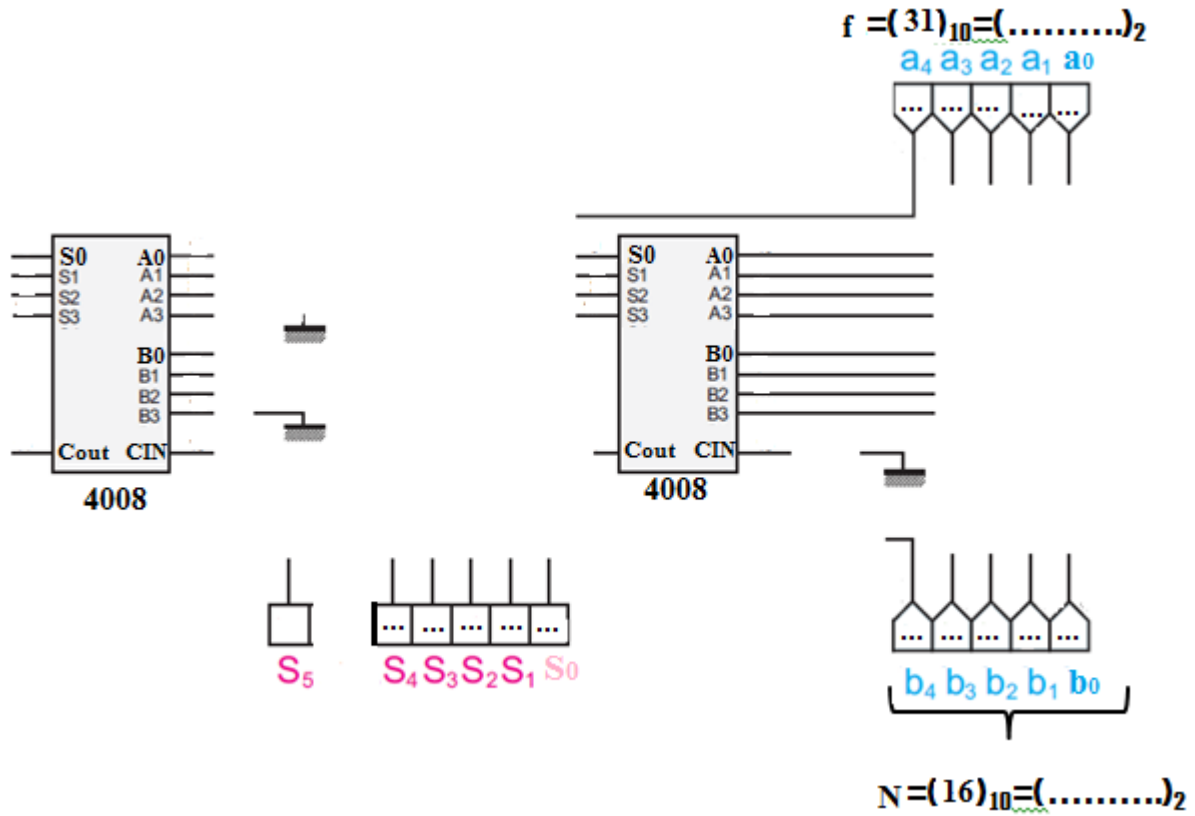 f =( 31)10=(..........)2
a4 a3 a2 a1 a0
... ... ... ... ...
S0 A0
S1 A1
S2 A2
S3 A3
B0
B1
B2
B3
Cout CIN
4008
S0 A0
S1 A1
S2 A2
S3 A3
B0
B1
B2
B3
Cout CIN
4008
... ... ... ... ...
S5 S4 S3 S2 S1 S0
... ... ... ... ...
b4 b3 b2 b1 b0
N =(16)10=(..........)2